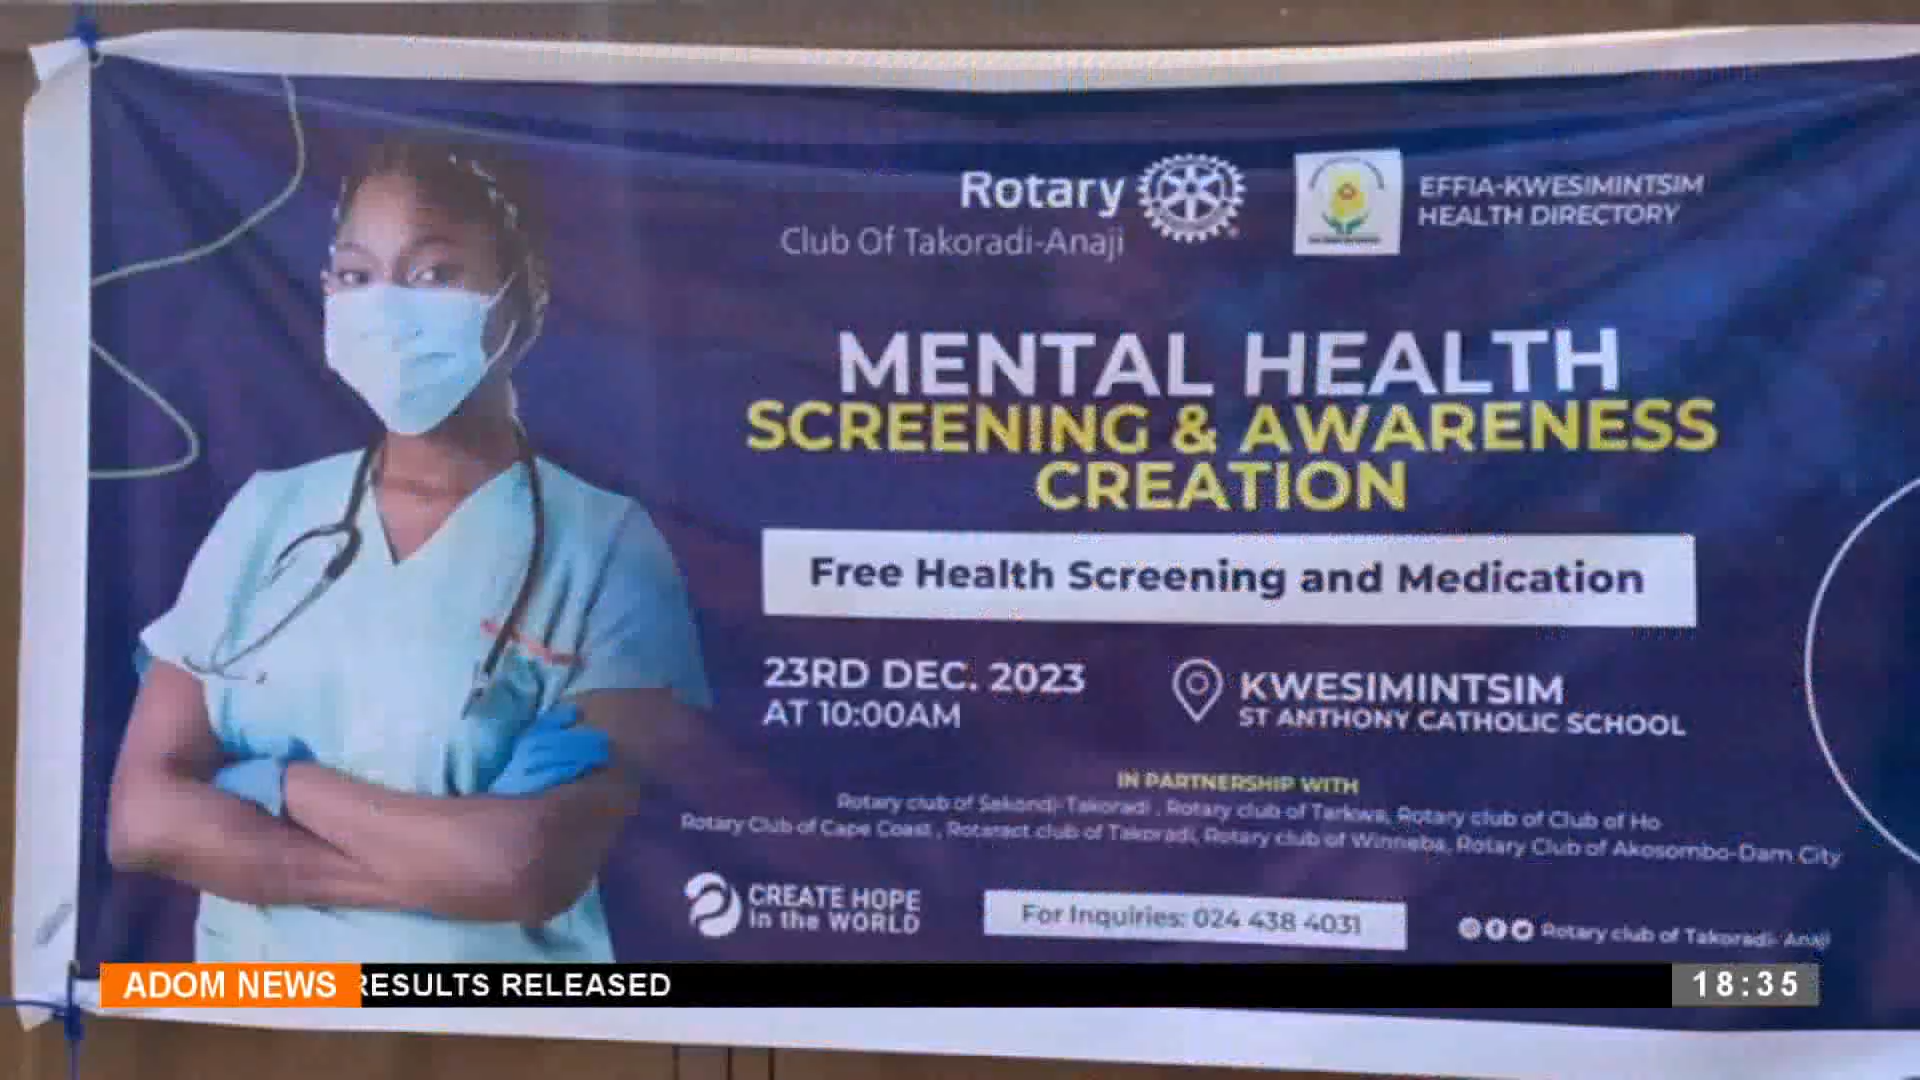 Rotary
Club Of Takoradi-Anaji
EFFIA-KWESIMINTSIM
HEALTH DIRECTORY
MENTAL HEALTH
SCREENING & AWARENESS
CREATION
Free Health Screening and Medication
23RD DEC. 2023
AT 10:00AM
KWESIMINTSIM
ST ANTHONY CATHOLIC SCHOOL
IN PARTNERSHIP WITH
Rotary club of Sekondi-Takoradi , Rotary club of Tarkwa, Rotary club of Club of Ho
Rotary Club of Cape Coast , Rotaract club of Takoradi, Rotary club of Winneba, Rotary Club of Akosombo-Dam City
CREATE HOPE
in the WORLD
For Inquiries: 024 438 4031
Rotary club of Takoradi- Anaji
ADOM NEWS
RESULTS RELEASED
18:35